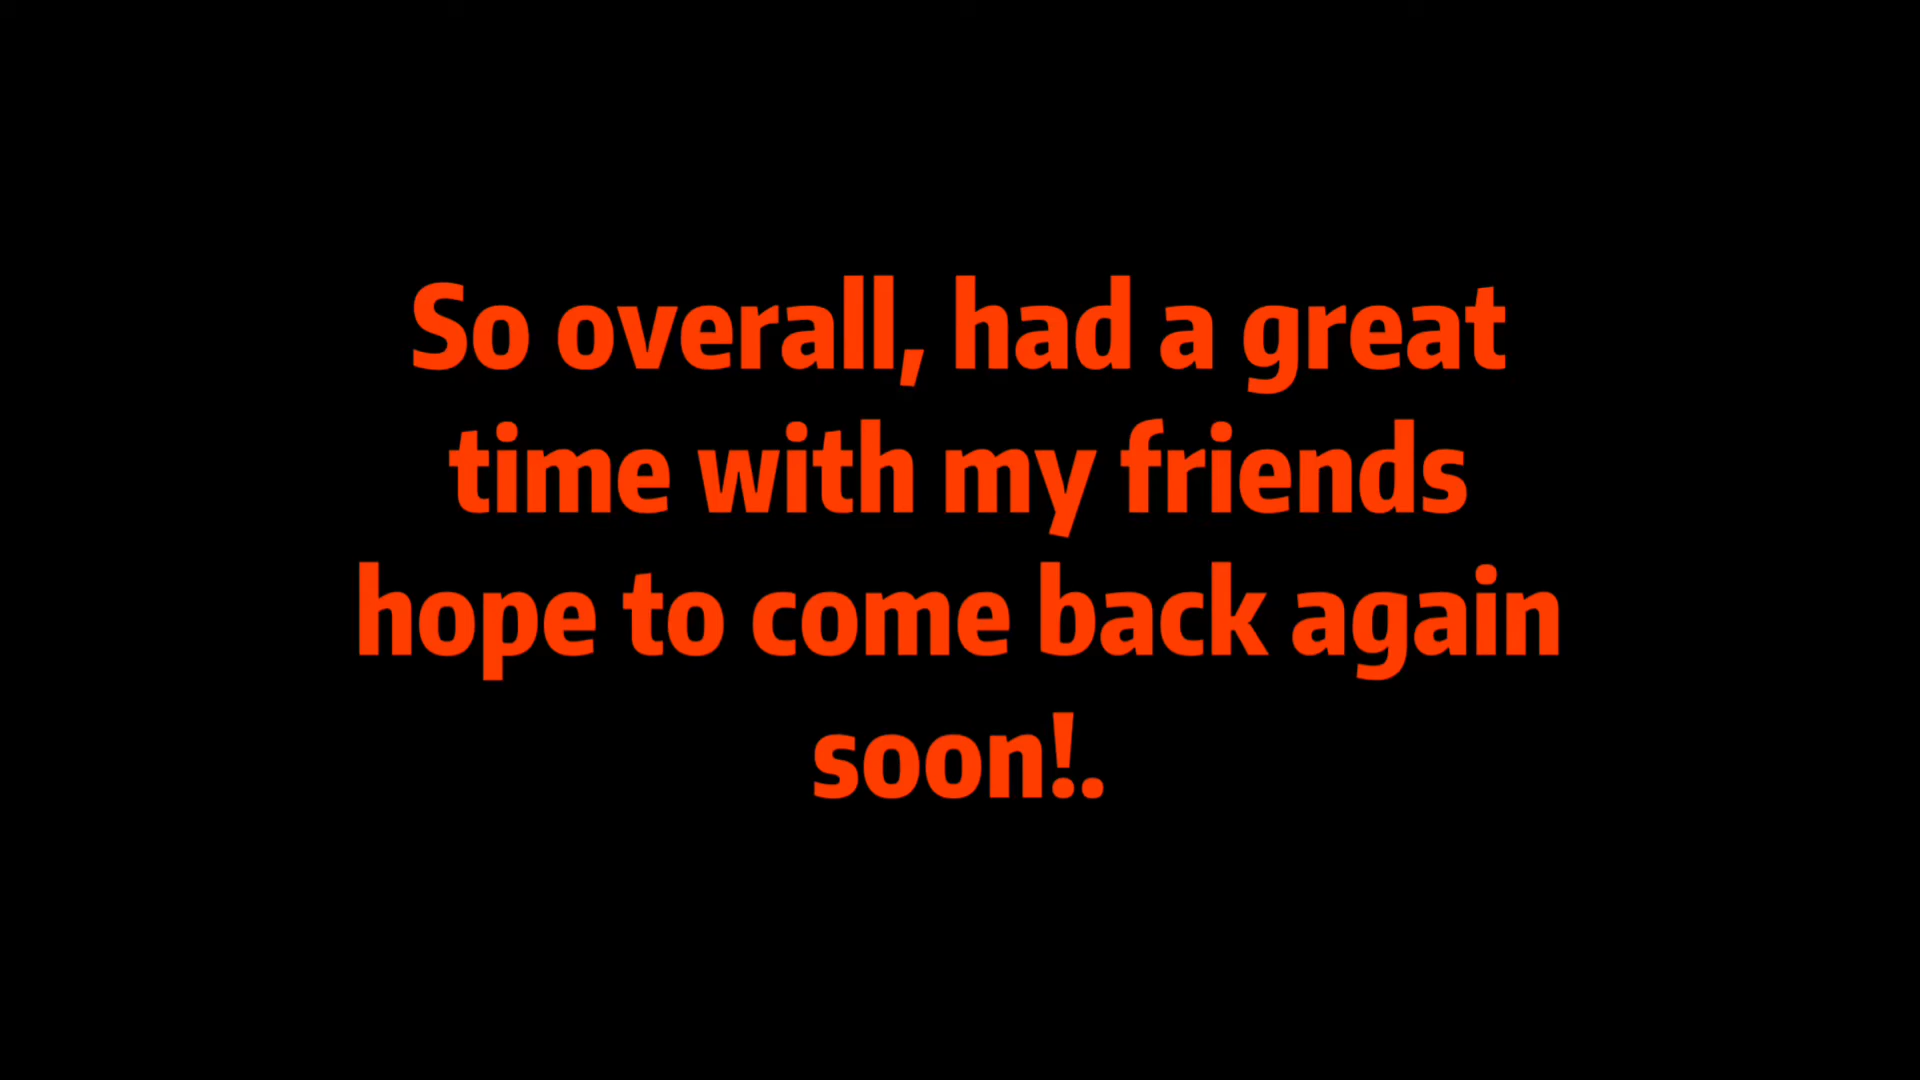 So overall, had a great
time with my friends
hope to come back again
soon!.